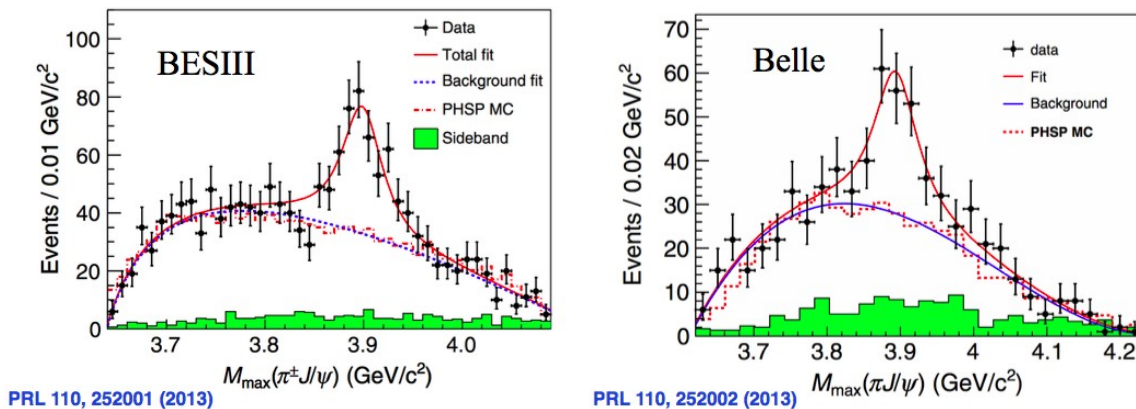 BESIII
Data
Total fit
Background fit
PHSP MC
Sideband
Events / 0.01 GeV/c²
100
80
60
40
20
0
3.7
3.8
3.9
4.0
M_max(π±J/ψ) (GeV/c²)
PRL 110, 252001 (2013)
Belle
data
Fit
Background
PHSP MC
Events / 0.02 GeV/c²
70
60
50
40
30
20
10
0
3.7
3.8
3.9
4
4.1
4.2
M_max(πJ/ψ) (GeV/c²)
PRL 110, 252002 (2013)